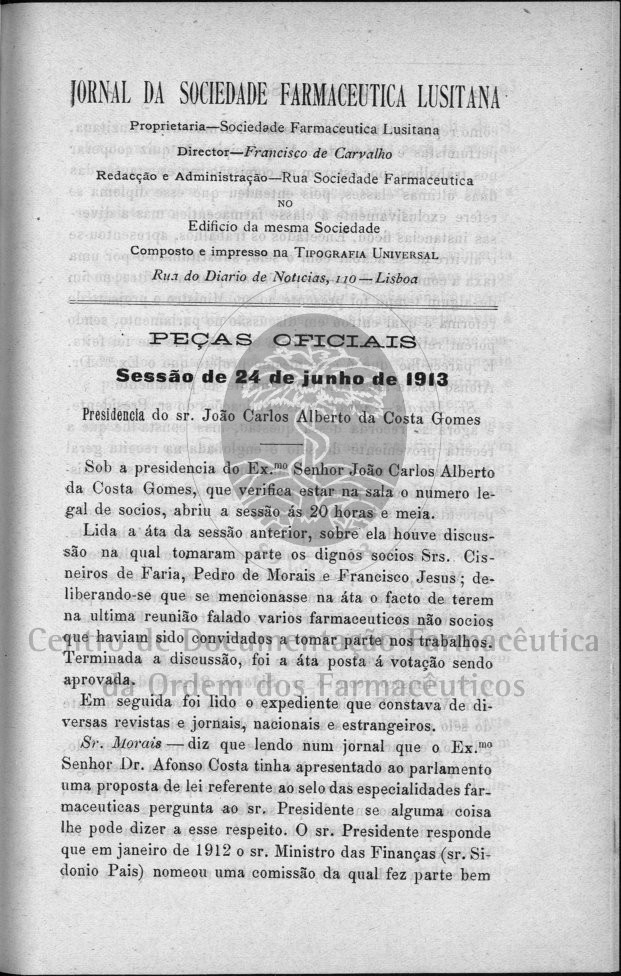 JORNAL DA SOCIEDADE FARMACEUTICA LUSITANA
Proprietaria—Sociedade Farmaceutica Lusitana
Director—Francisco de Carvalho
Redacção e Administração—Rua Sociedade Farmaceutica
NO
Edificio da mesma Sociedade
Composto e impresso na TIPOGRAFIA UNIVERSAL
Rua do Diario de Noticias, 110—Lisboa
PEÇAS OFICIAIS
Sessão de 24 de junho de 1913
Presidencia do sr. João Carlos Alberto da Costa Gomes
Sob a presidencia do Ex.mo Senhor João Carlos Alberto
da Costa Gomes, que verifica estar na sala o numero le-
gal de socios, abriu a sessão ás 20 horas e meia.
Lida a áta da sessão anterior, sobre ela houve discus-
são na qual tomaram parte os dignos socios Srs. Cis-
neiros de Faria, Pedro de Morais e Francisco Jesus; de-
liberando-se que se mencionasse na áta o facto de terem
na ultima reunião falado varios farmaceuticos não socios
que haviam sido convidados a tomar parte nos trabalhos.
Terminada a discussão, foi a áta posta á votação sendo
aprovada.
Em seguida foi lido o expediente que constava de di-
versas revistas e jornais, nacionais e estrangeiros.
Sr. Morais—diz que lendo num jornal que o Ex.mo
Senhor Dr. Afonso Costa tinha apresentado ao parlamento
uma proposta de lei referente ao selo das especialidades far-
maceuticas pergunta ao sr. Presidente se alguma coisa
lhe pode dizer a esse respeito. O sr. Presidente responde
que em janeiro de 1912 o sr. Ministro das Finanças (sr. Si-
donio Pais) nomeou uma comissão da qual fez parte bem
Centro de Documentação Farmacêutica
da Ordem dos Farmacêuticos